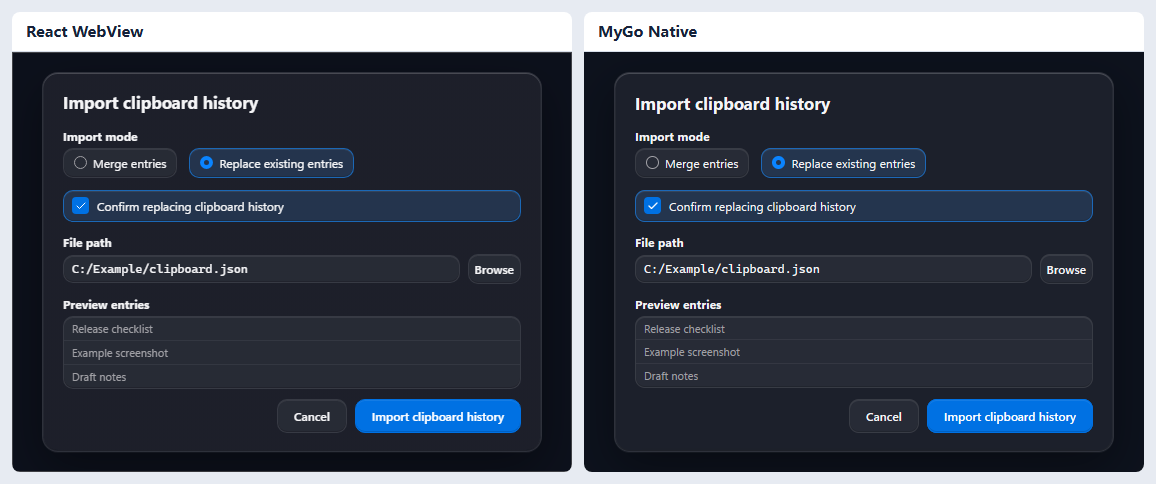 React WebView
Import clipboard history
Import mode
Merge entries Replace existing entries
Confirm replacing clipboard history
File path
C:/Example/clipboard.json Browse
Preview entries
Release checklist
Example screenshot
Draft notes
Cancel Import clipboard history
MyGo Native
Import clipboard history
Import mode
Merge entries Replace existing entries
Confirm replacing clipboard history
File path
C:/Example/clipboard.json Browse
Preview entries
Release checklist
Example screenshot
Draft notes
Cancel Import clipboard history